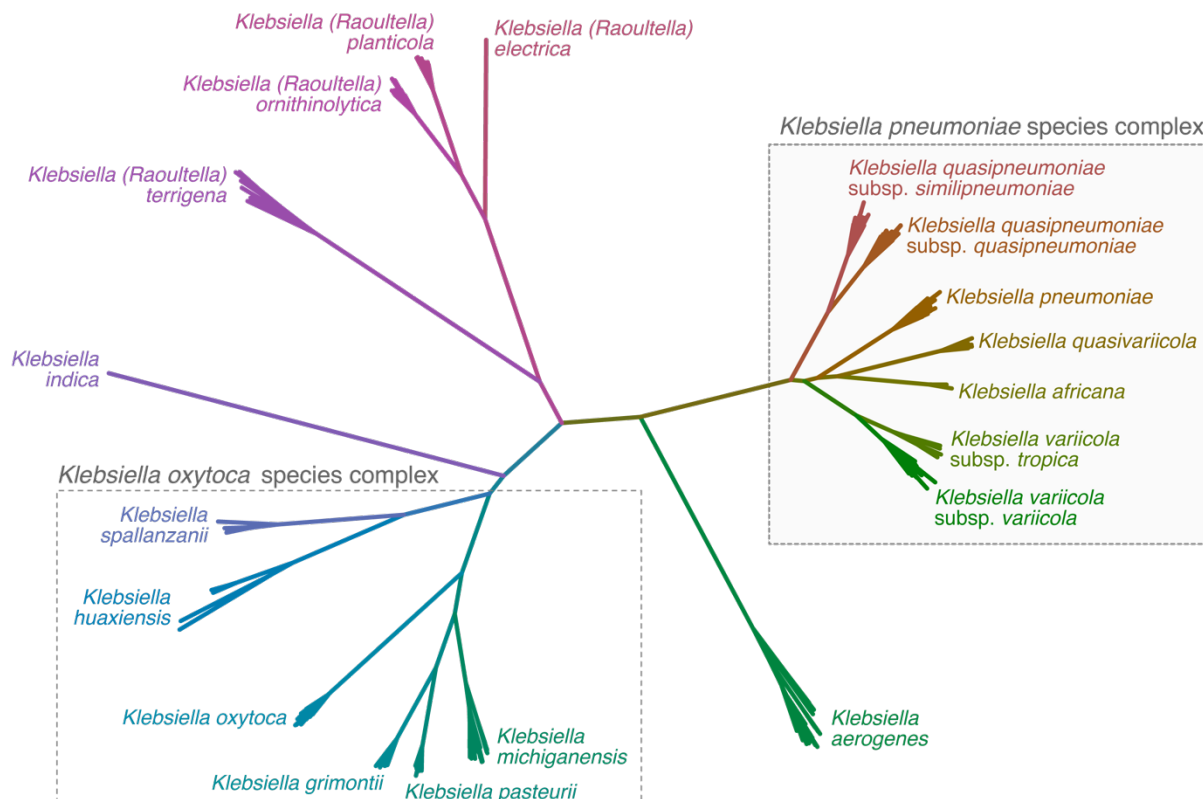 Klebsiella (Raoultella)
planticola
Klebsiella (Raoultella)
electrica
Klebsiella (Raoultella)
ornithinolytica
Klebsiella (Raoultella)
terrigena
Klebsiella pneumoniae species complex
Klebsiella quasipneumoniae
subsp. similipneumoniae
Klebsiella quasipneumoniae
subsp. quasipneumoniae
Klebsiella pneumoniae
Klebsiella quasivariicola
Klebsiella africana
Klebsiella variicola
subsp. tropica
Klebsiella variicola
subsp. variicola
Klebsiella
indica
Klebsiella oxytoca species complex
Klebsiella
spallanzanii
Klebsiella
huaxiensis
Klebsiella oxytoca
Klebsiella grimontii
Klebsiella pasteurii
Klebsiella
michiganensis
Klebsiella
aerogenes